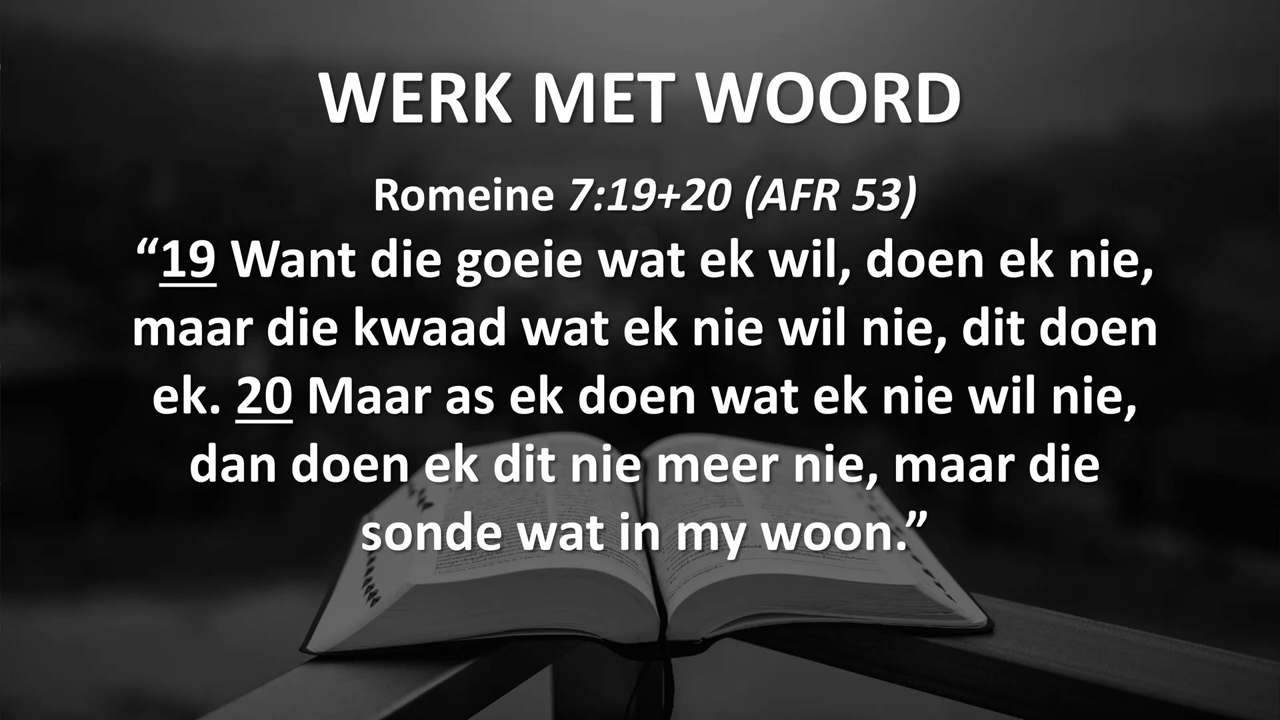 WERK MET WOORD
Romeine 7:19+20 (AFR 53)
“19 Want die goeie wat ek wil, doen ek nie,
maar die kwaad wat ek nie wil nie, dit doen
ek. 20 Maar as ek doen wat ek nie wil nie,
dan doen ek dit nie meer nie, maar die
sonde wat in my woon.”